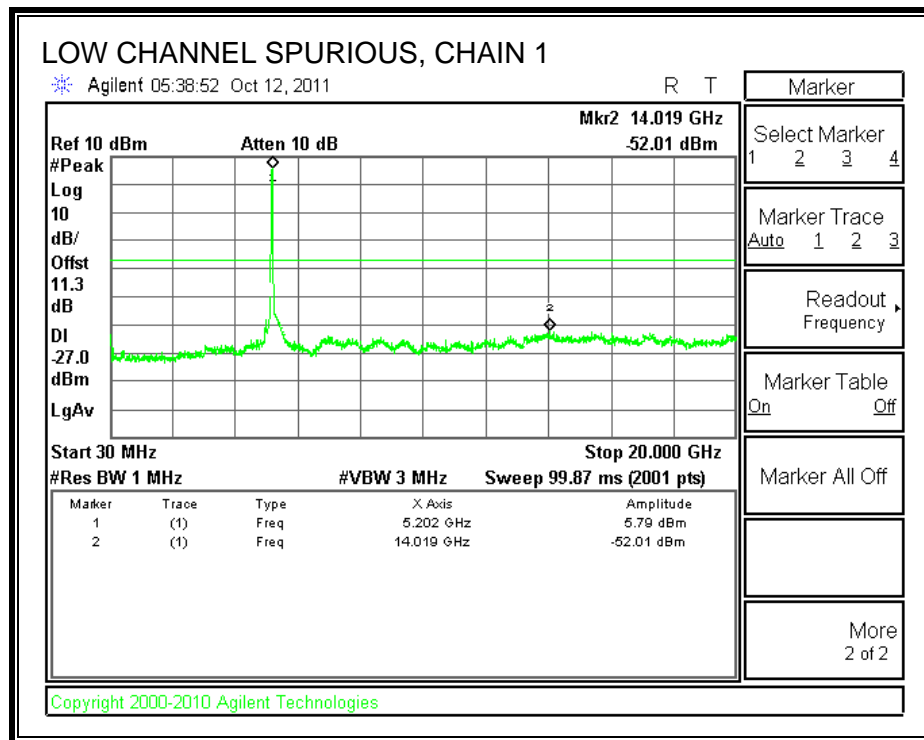 LOW CHANNEL SPURIOUS, CHAIN 1
Agilent 05:38:52 Oct 12, 2011 R T
Mkr2 14.019 GHz
Ref 10 dBm Atten 10 dB -52.01 dBm
#Peak
Log
10
dB/
Offst
11.3
dB
DI
-27.0
dBm
LgAv
1
2
Start 30 MHz Stop 20.000 GHz
#Res BW 1 MHz #VBW 3 MHz Sweep 99.87 ms (2001 pts)
Marker Trace Type X Axis Amplitude
1 (1) Freq 5.202 GHz 5.79 dBm
2 (1) Freq 14.019 GHz -52.01 dBm
Marker
Select Marker
1 2 3 4
Marker Trace
Auto 1 2 3
Readout
Frequency
Marker Table
On Off
Marker All Off
More
2 of 2
Copyright 2000-2010 Agilent Technologies